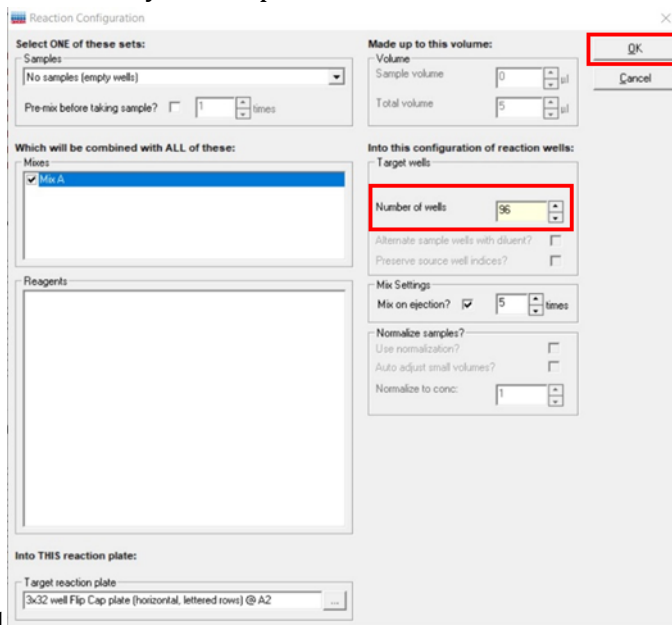 Reaction Configuration
Select ONE of these sets:
Samples
No samples (empty wells)
Pre-mix before taking sample? 1 times
Which will be combined with ALL of these:
Mixes
Mix A
Reagents
Into THIS reaction plate:
Target reaction plate
3x32 well Flip Cap plate (horizontal, lettered rows) @ A2 ...
Made up to this volume:
Volume
Sample volume 0 µl
Total volume 5 µl
Into this configuration of reaction wells:
Target wells
Number of wells 96
Alternate sample wells with diluent?
Preserve source well indices?
Mix Settings
Mix on ejection? 5 times
Normalize samples?
Use normalization?
Auto adjust small volumes?
Normalize to conc: 1
OK
Cancel